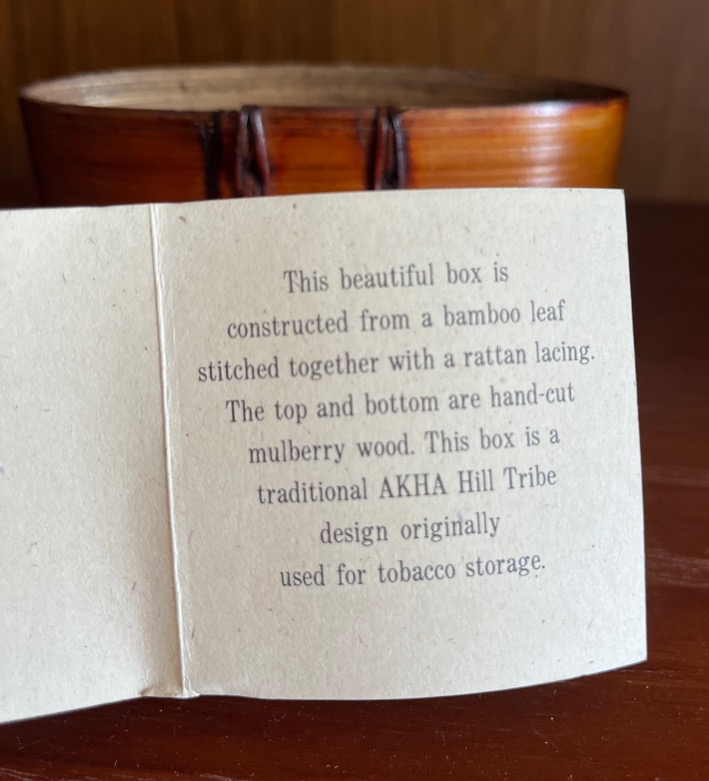 This beautiful box is
constructed from a bamboo leaf
stitched together with a rattan lacing.
The top and bottom are hand-cut
mulberry wood. This box is a
traditional AKHA Hill Tribe
design originally
used for tobacco storage.